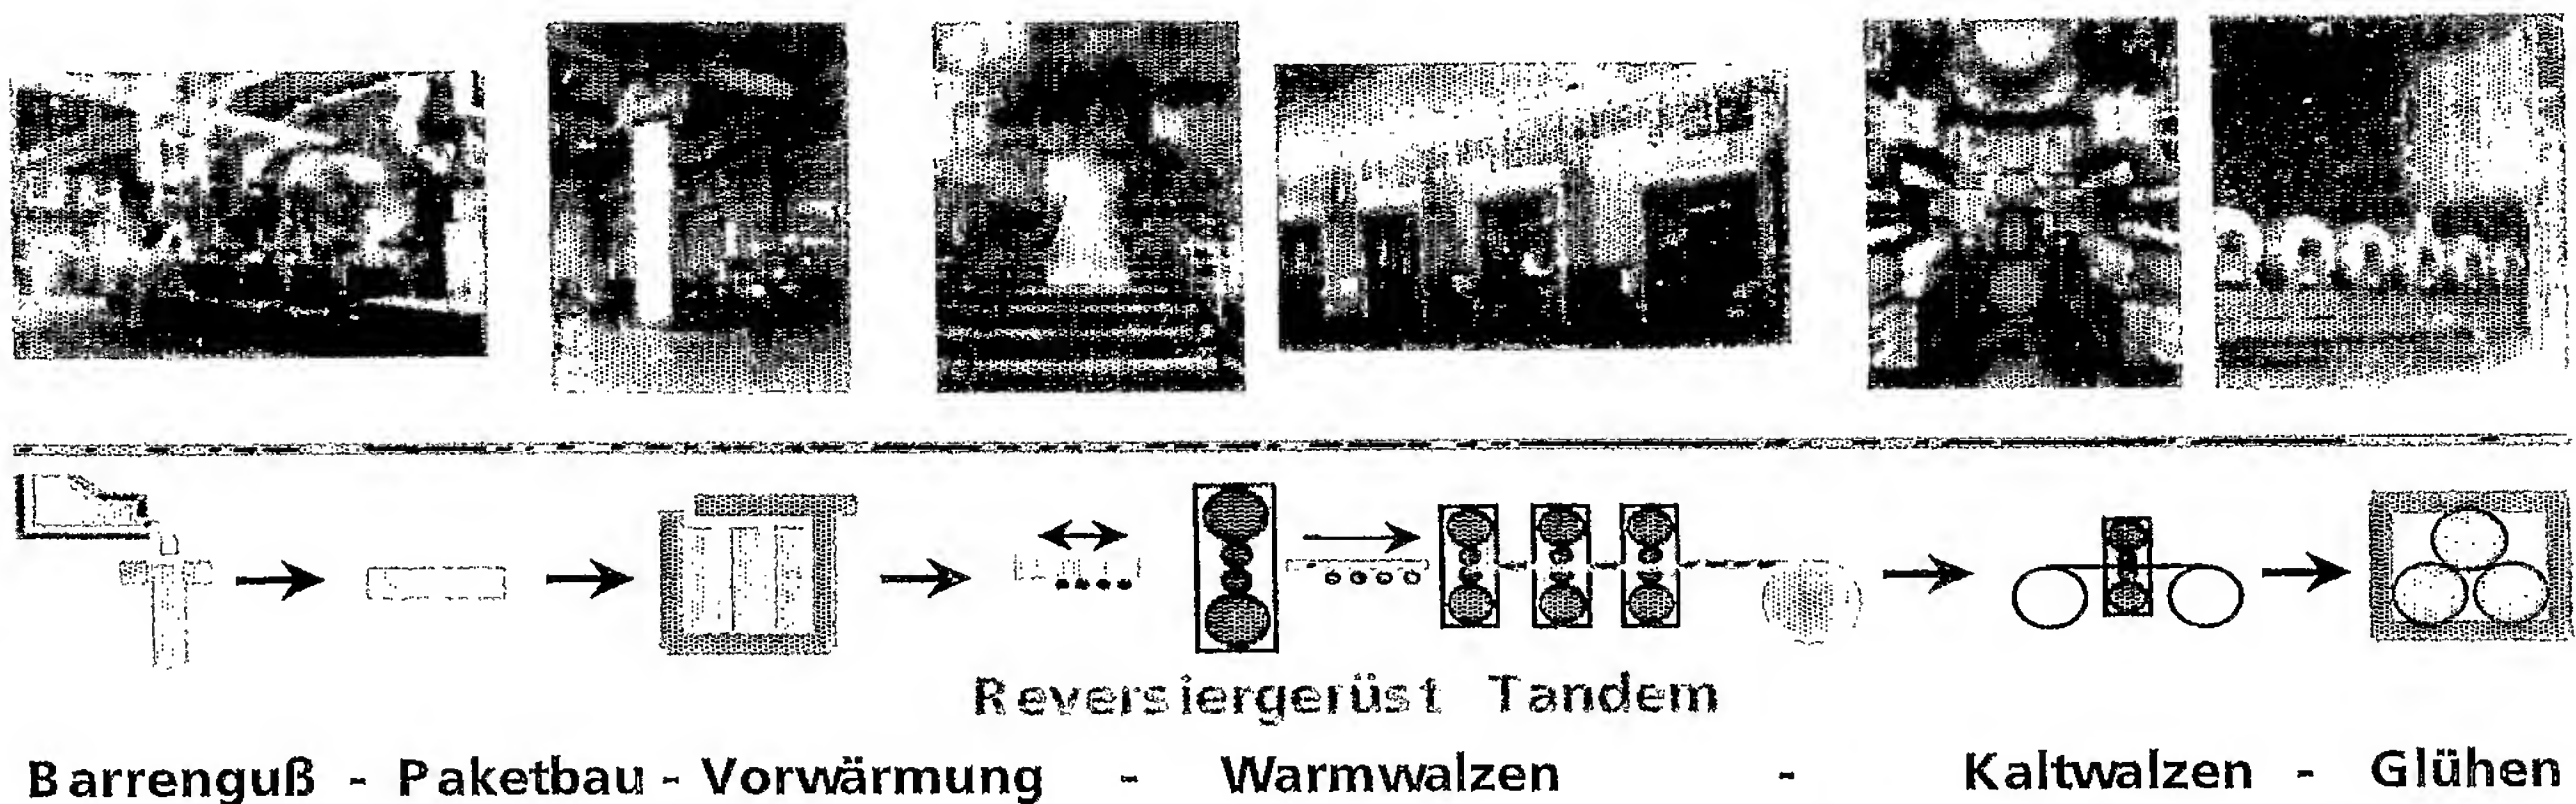 Reversiergerüst Tandem
Barrenguß - Paketbau - Vorwärmung - Warmwalzen - Kaltwalzen - Glühen